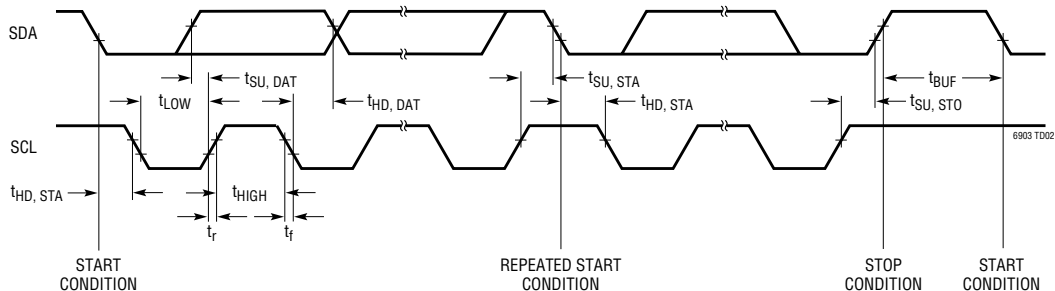 SDA
tSU, DAT
tSU, STA
tBUF
tLOW
tHD, DAT
tHD, STA
tSU, STO
SCL
6903 TD02
tHD, STA
tHIGH
tr
tf
START
CONDITION
REPEATED START
CONDITION
STOP
CONDITION
START
CONDITION